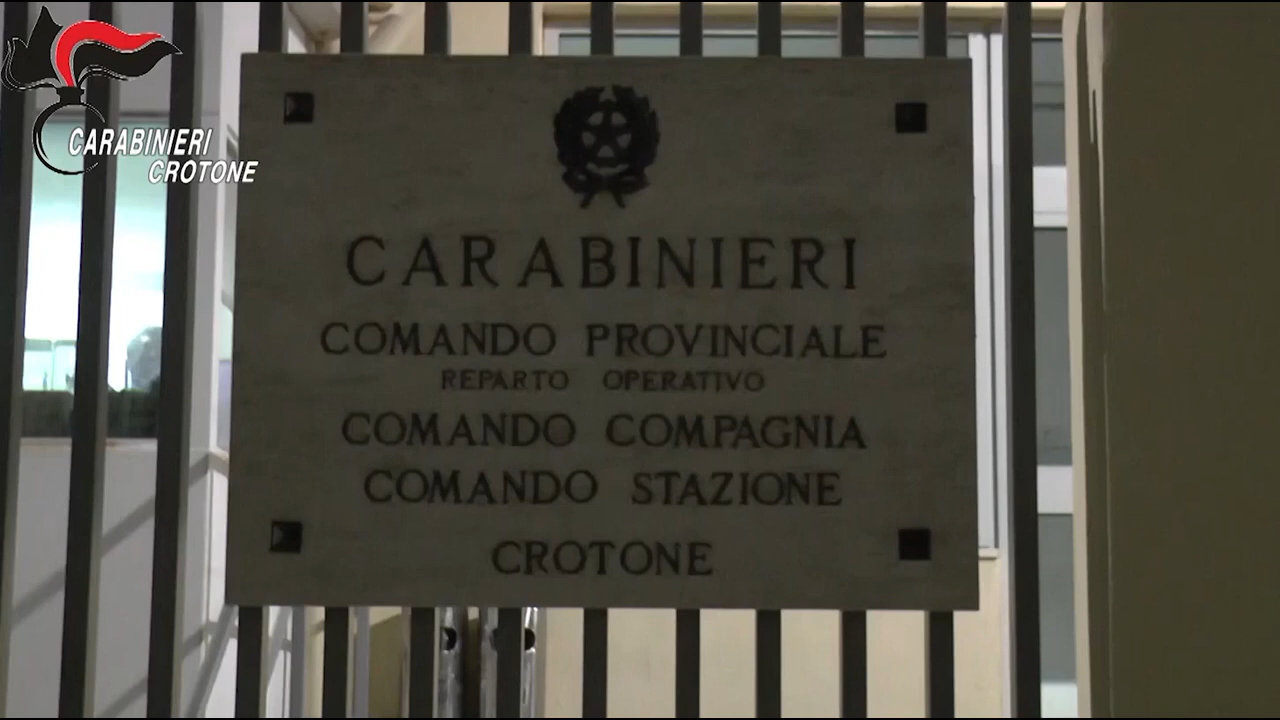 CARABINIERI
CROTONE
CARABINIERI
COMANDO PROVINCIALE
REPARTO OPERATIVO
COMANDO COMPAGNIA
COMANDO STAZIONE
CROTONE